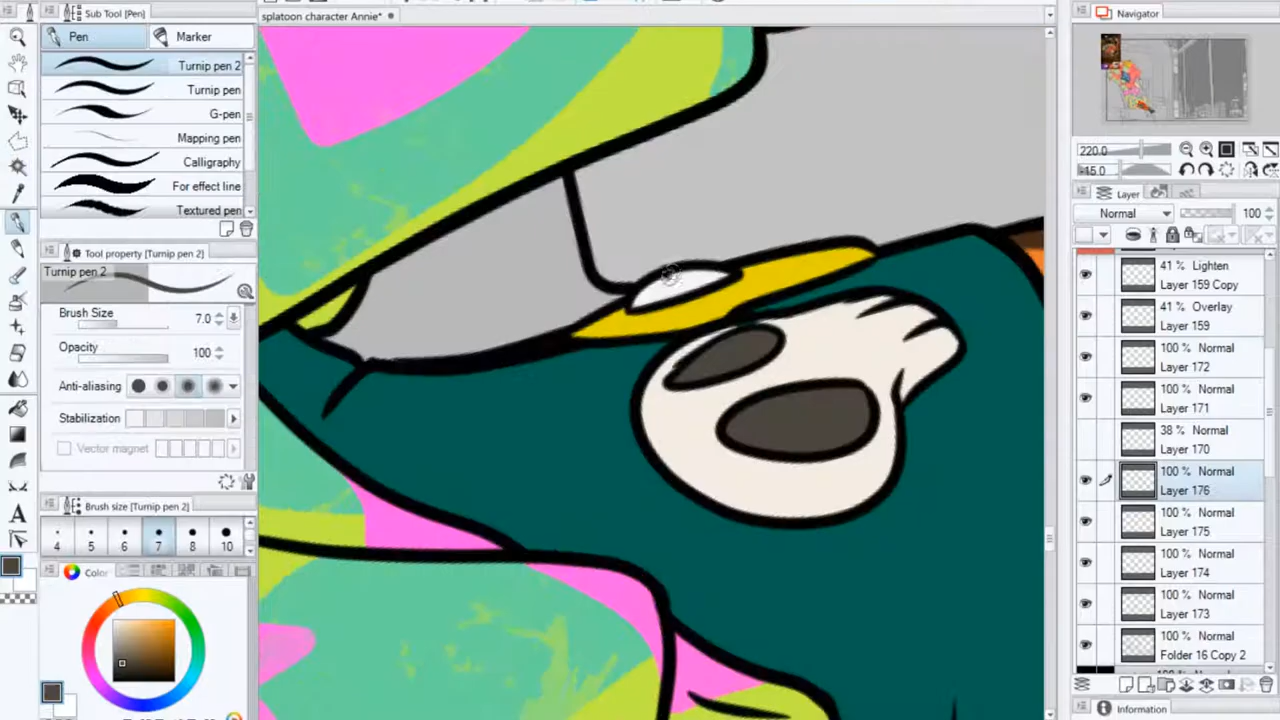 splatoon character Annie*
Sub Tool [Pen]
Pen
Marker
Turnip pen 2
Turnip pen
G-pen
Mapping pen
Calligraphy
For effect line
Textured pen
Tool property [Turnip pen 2]
Turnip pen 2
Brush Size 7.0
Opacity 100
Anti-aliasing
Stabilization
Vector magnet
Brush size [Turnip pen 2]
4 5 6 7 8 10
Color
Navigator
220.0
-15.0
Layer
Normal 100
41 % Lighten
Layer 159 Copy
41 % Overlay
Layer 159
100 % Normal
Layer 172
100 % Normal
Layer 171
38 % Normal
Layer 170
100 % Normal
Layer 176
100 % Normal
Layer 175
100 % Normal
Layer 174
100 % Normal
Layer 173
100 % Normal
Folder 16 Copy 2
Information